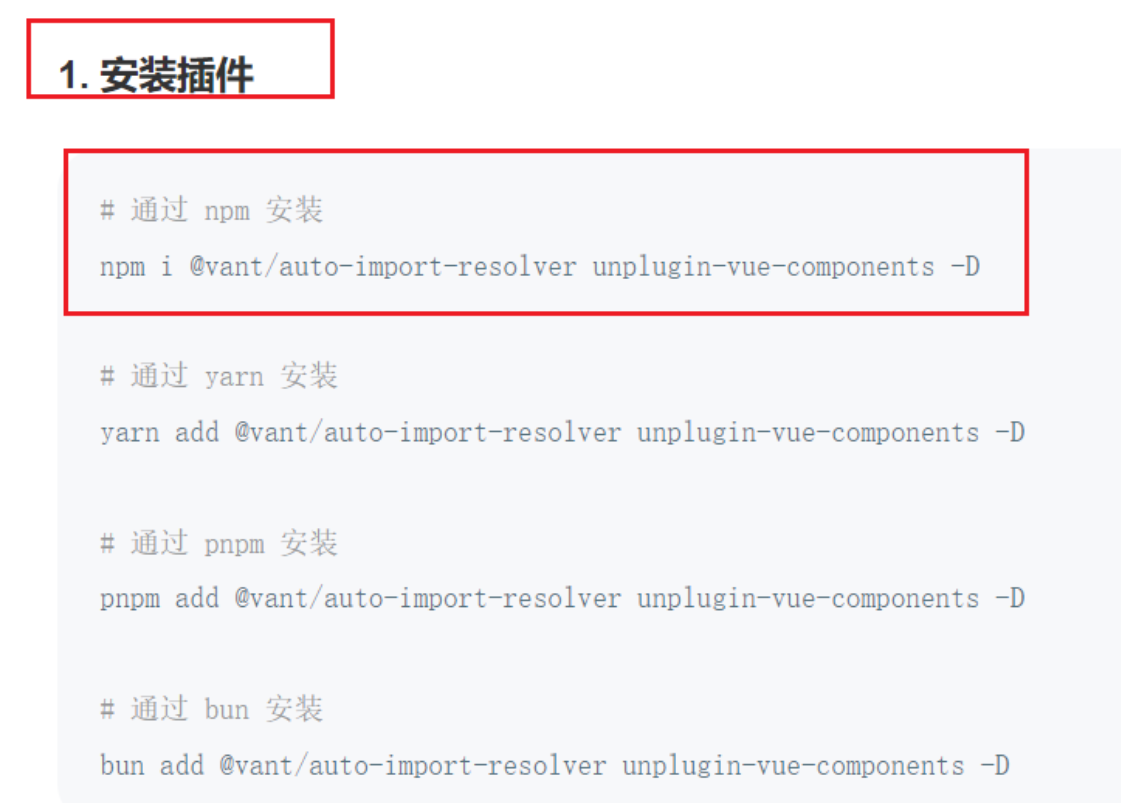 1. 安装插件
# 通过 npm 安装
npm i @vant/auto-import-resolver unplugin-vue-components -D
# 通过 yarn 安装
yarn add @vant/auto-import-resolver unplugin-vue-components -D
# 通过 pnpm 安装
pnpm add @vant/auto-import-resolver unplugin-vue-components -D
# 通过 bun 安装
bun add @vant/auto-import-resolver unplugin-vue-components -D